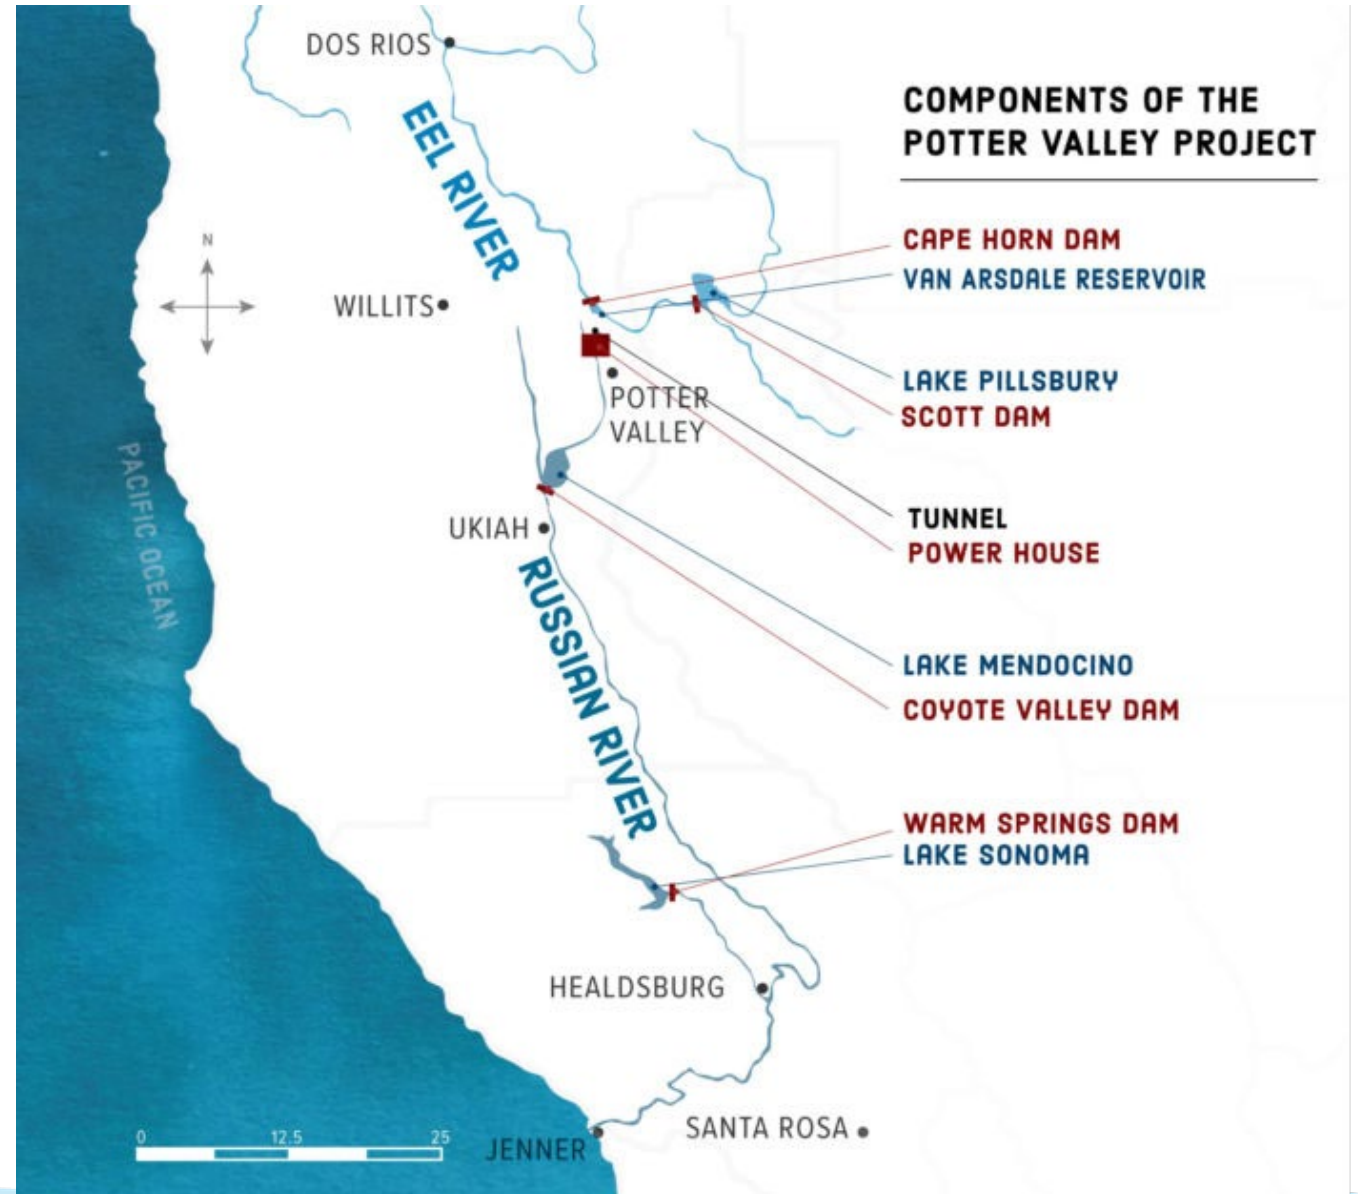 DOS RIOS
EEL RIVER
COMPONENTS OF THE
POTTER VALLEY PROJECT
N
CAPE HORN DAM
VAN ARSDALE RESERVOIR
WILLITS
LAKE PILLSBURY
SCOTT DAM
POTTER
VALLEY
PACIFIC OCEAN
TUNNEL
POWER HOUSE
UKIAH
RUSSIAN RIVER
LAKE MENDOCINO
COYOTE VALLEY DAM
WARM SPRINGS DAM
LAKE SONOMA
HEALDSBURG
SANTA ROSA
JENNER
0 12.5 25